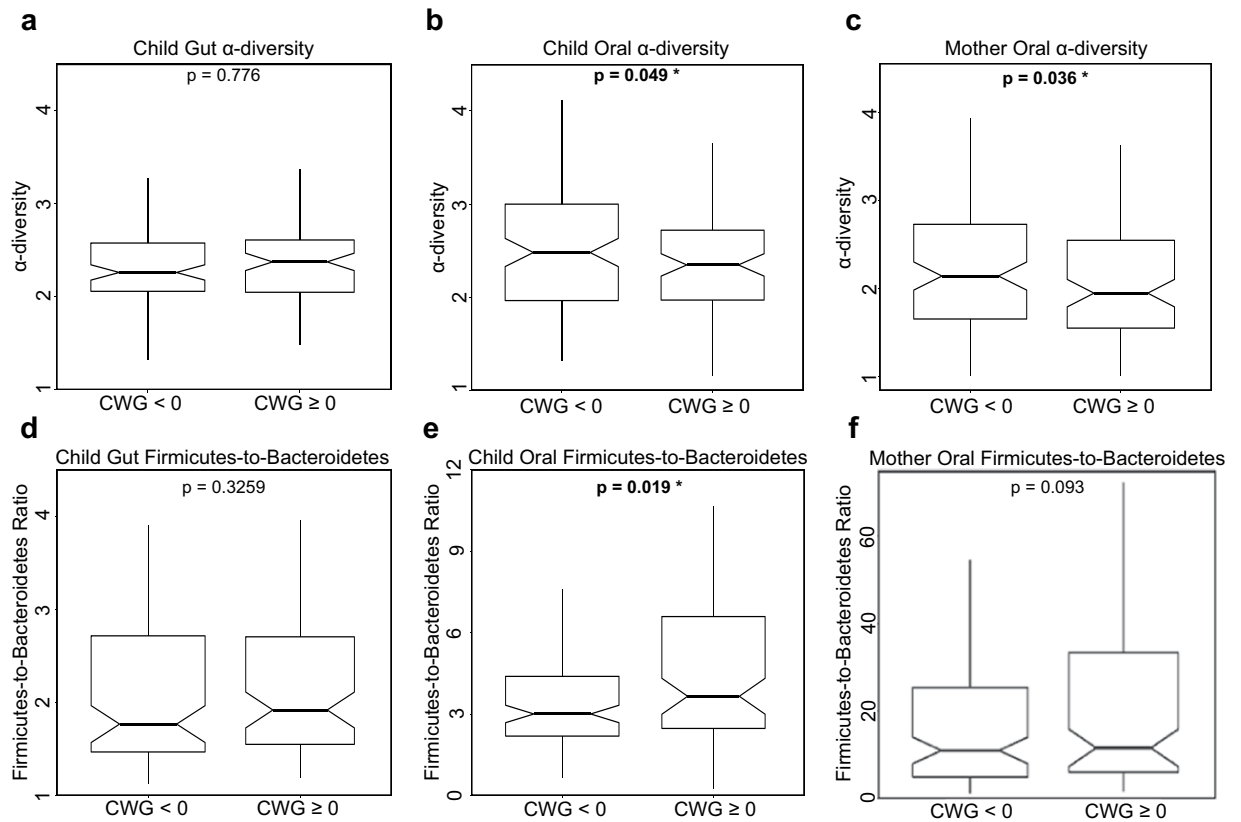 a
Child Gut α-diversity
p = 0.776
α-diversity
4
3
2
1
CWG < 0
CWG ≥ 0
b
Child Oral α-diversity
p = 0.049 *
α-diversity
4
3
2
1
CWG < 0
CWG ≥ 0
c
Mother Oral α-diversity
p = 0.036 *
α-diversity
4
3
2
1
CWG < 0
CWG ≥ 0
d
Child Gut Firmicutes-to-Bacteroidetes
p = 0.3259
Firmicutes-to-Bacteroidetes Ratio
4
3
2
1
CWG < 0
CWG ≥ 0
e
Child Oral Firmicutes-to-Bacteroidetes
p = 0.019 *
Firmicutes-to-Bacteroidetes Ratio
12
9
6
3
0
CWG < 0
CWG ≥ 0
f
Mother Oral Firmicutes-to-Bacteroidetes
p = 0.093
Firmicutes-to-Bacteroidetes Ratio
60
40
20
0
CWG < 0
CWG ≥ 0